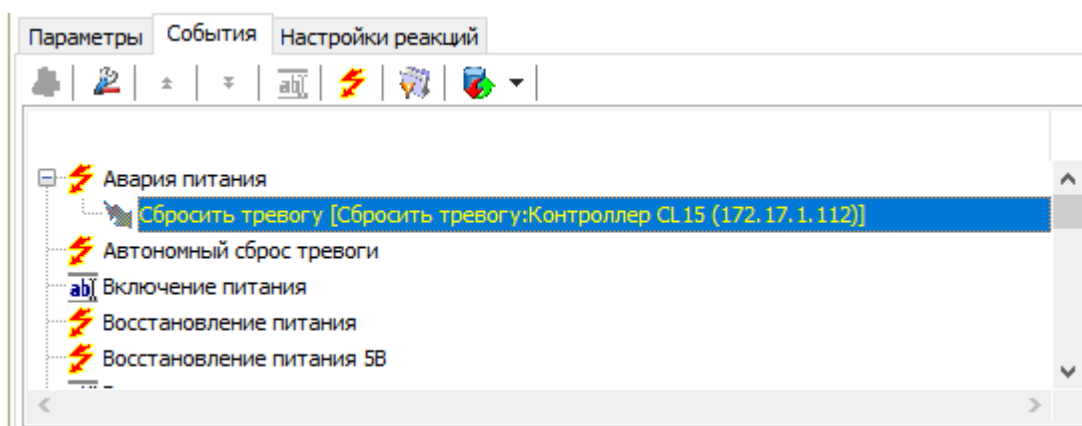 Параметры События Настройки реакций
Авария питания
Сбросить тревогу [Сбросить тревогу:Контроллер CL15 (172.17.1.112)]
Автономный сброс тревоги
ab Включение питания
Восстановление питания
Восстановление питания 5В